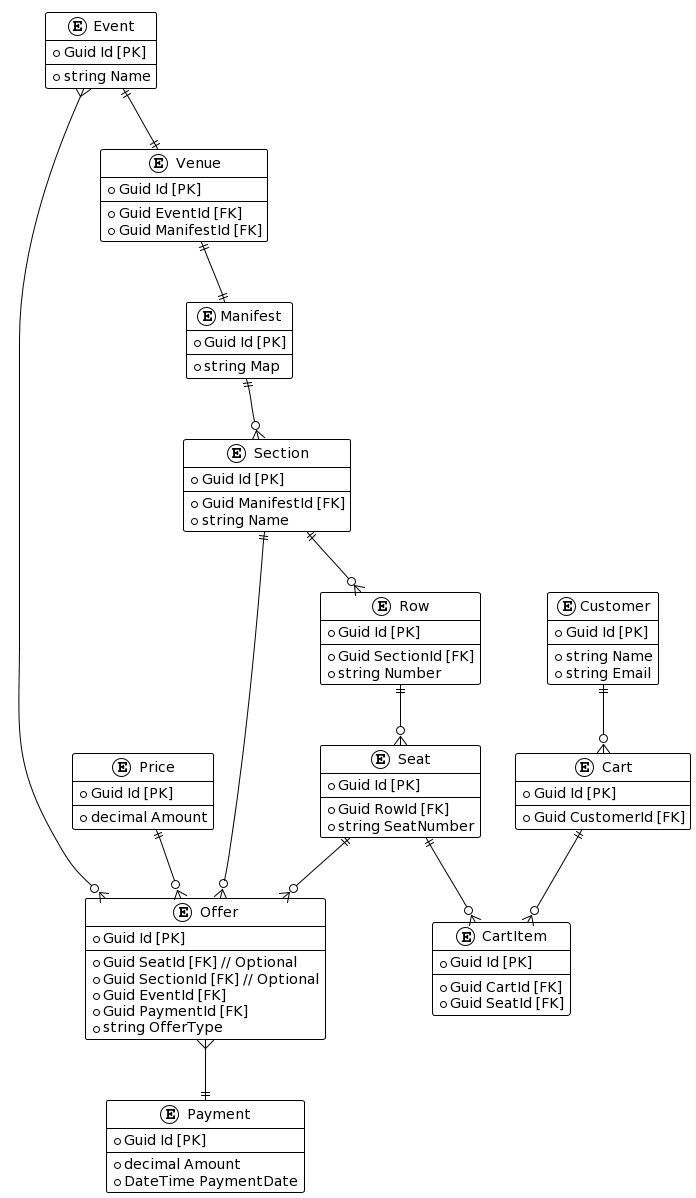 E Event
Guid Id [PK]
string Name
E Venue
Guid Id [PK]
Guid EventId [FK]
Guid ManifestId [FK]
E Manifest
Guid Id [PK]
string Map
E Section
Guid Id [PK]
Guid ManifestId [FK]
string Name
E Row
Guid Id [PK]
Guid SectionId [FK]
string Number
E Customer
Guid Id [PK]
string Name
string Email
E Price
Guid Id [PK]
decimal Amount
E Seat
Guid Id [PK]
Guid RowId [FK]
string SeatNumber
E Cart
Guid Id [PK]
Guid CustomerId [FK]
E Offer
Guid Id [PK]
Guid SeatId [FK] // Optional
Guid SectionId [FK] // Optional
Guid EventId [FK]
Guid PaymentId [FK]
string OfferType
E CartItem
Guid Id [PK]
Guid CartId [FK]
Guid SeatId [FK]
E Payment
Guid Id [PK]
decimal Amount
DateTime PaymentDate